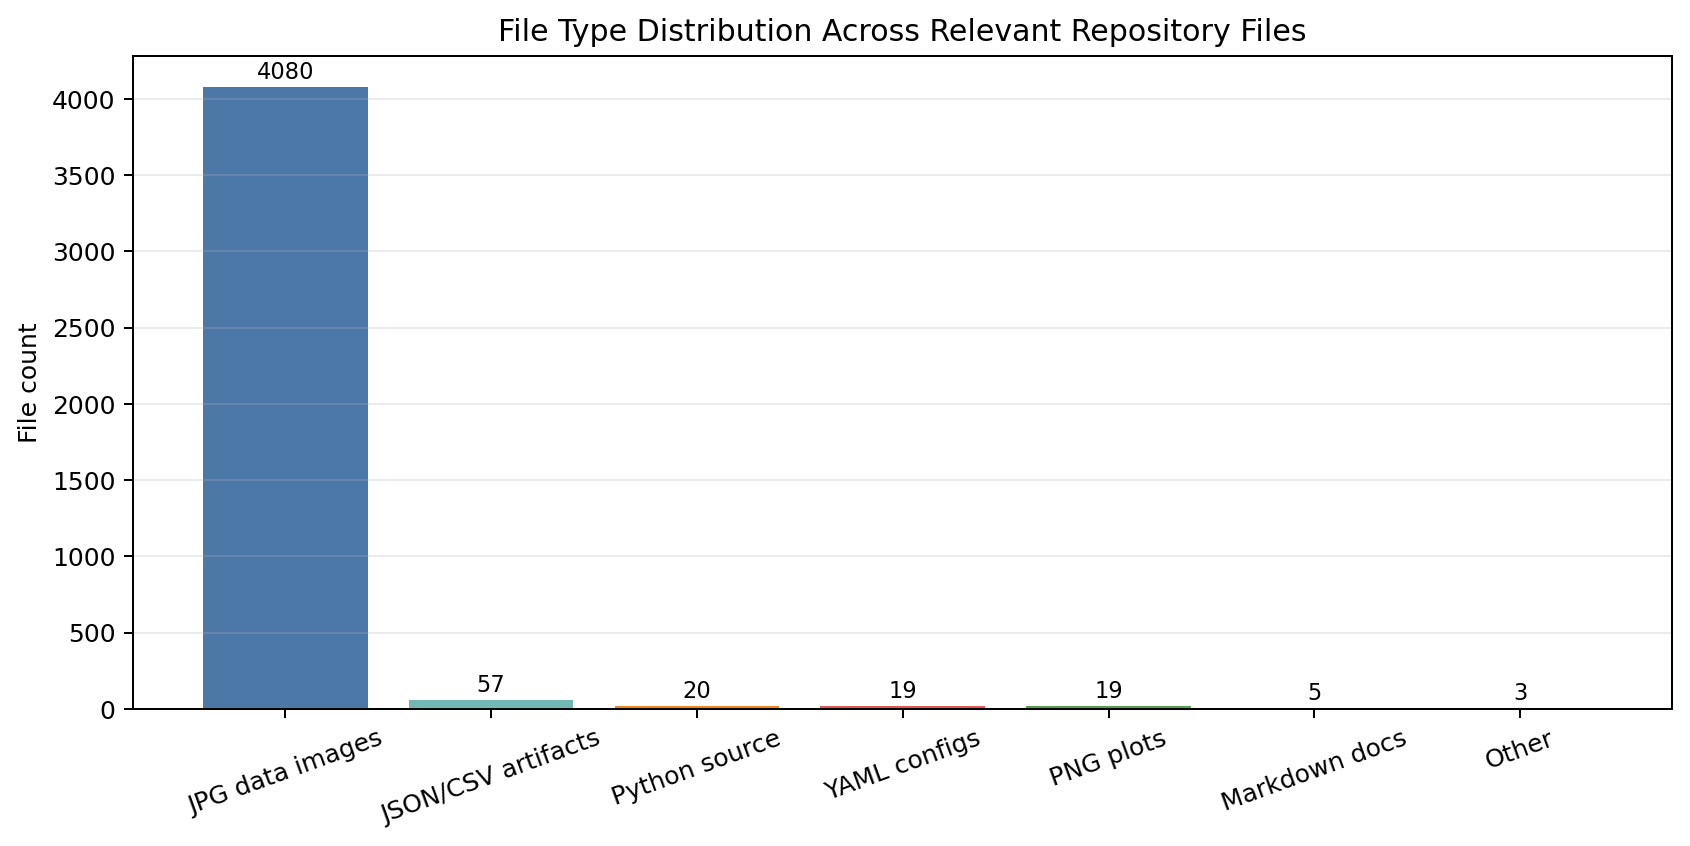 File Type Distribution Across Relevant Repository Files
4080
4000
3500
3000
2500
2000
1500
1000
500
0
File count
57
20
19
19
5
3
JPG data images
JSON/CSV artifacts
Python source
YAML configs
PNG plots
Markdown docs
Other